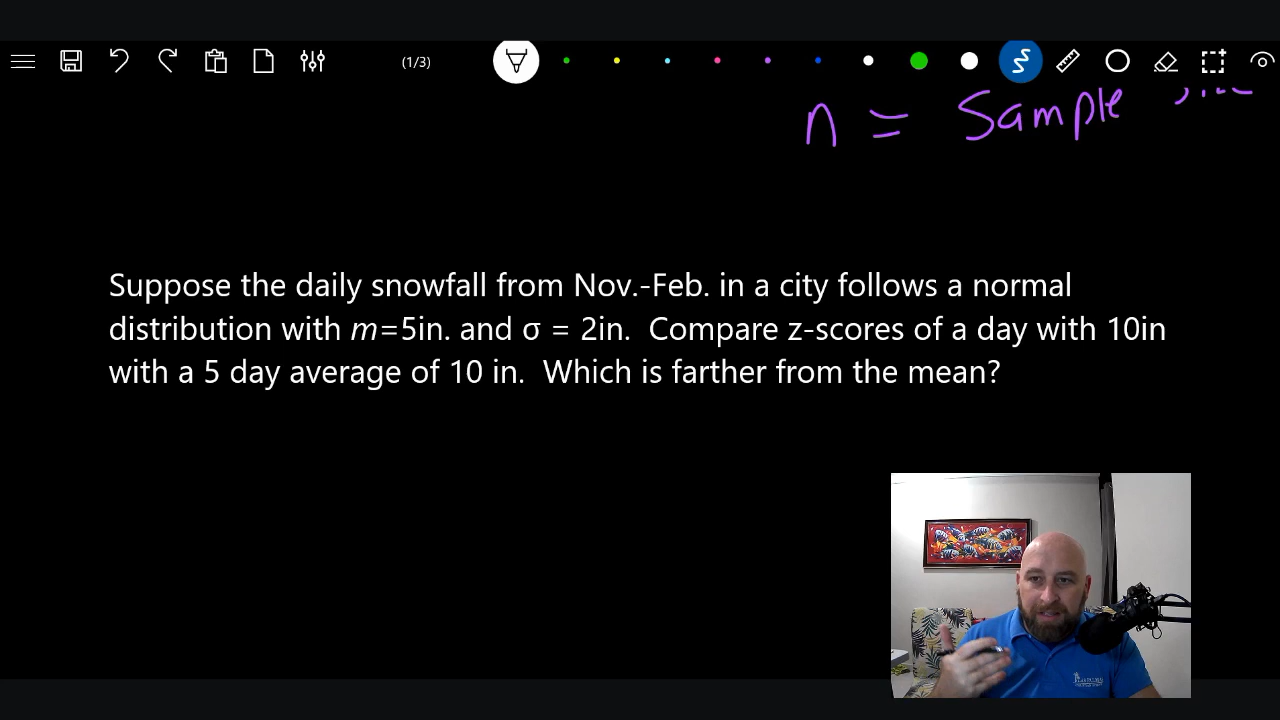 (1/3)
n = Sample
Suppose the daily snowfall from Nov.-Feb. in a city follows a normal
distribution with m=5in. and σ = 2in. Compare z-scores of a day with 10in
with a 5 day average of 10 in. Which is farther from the mean?